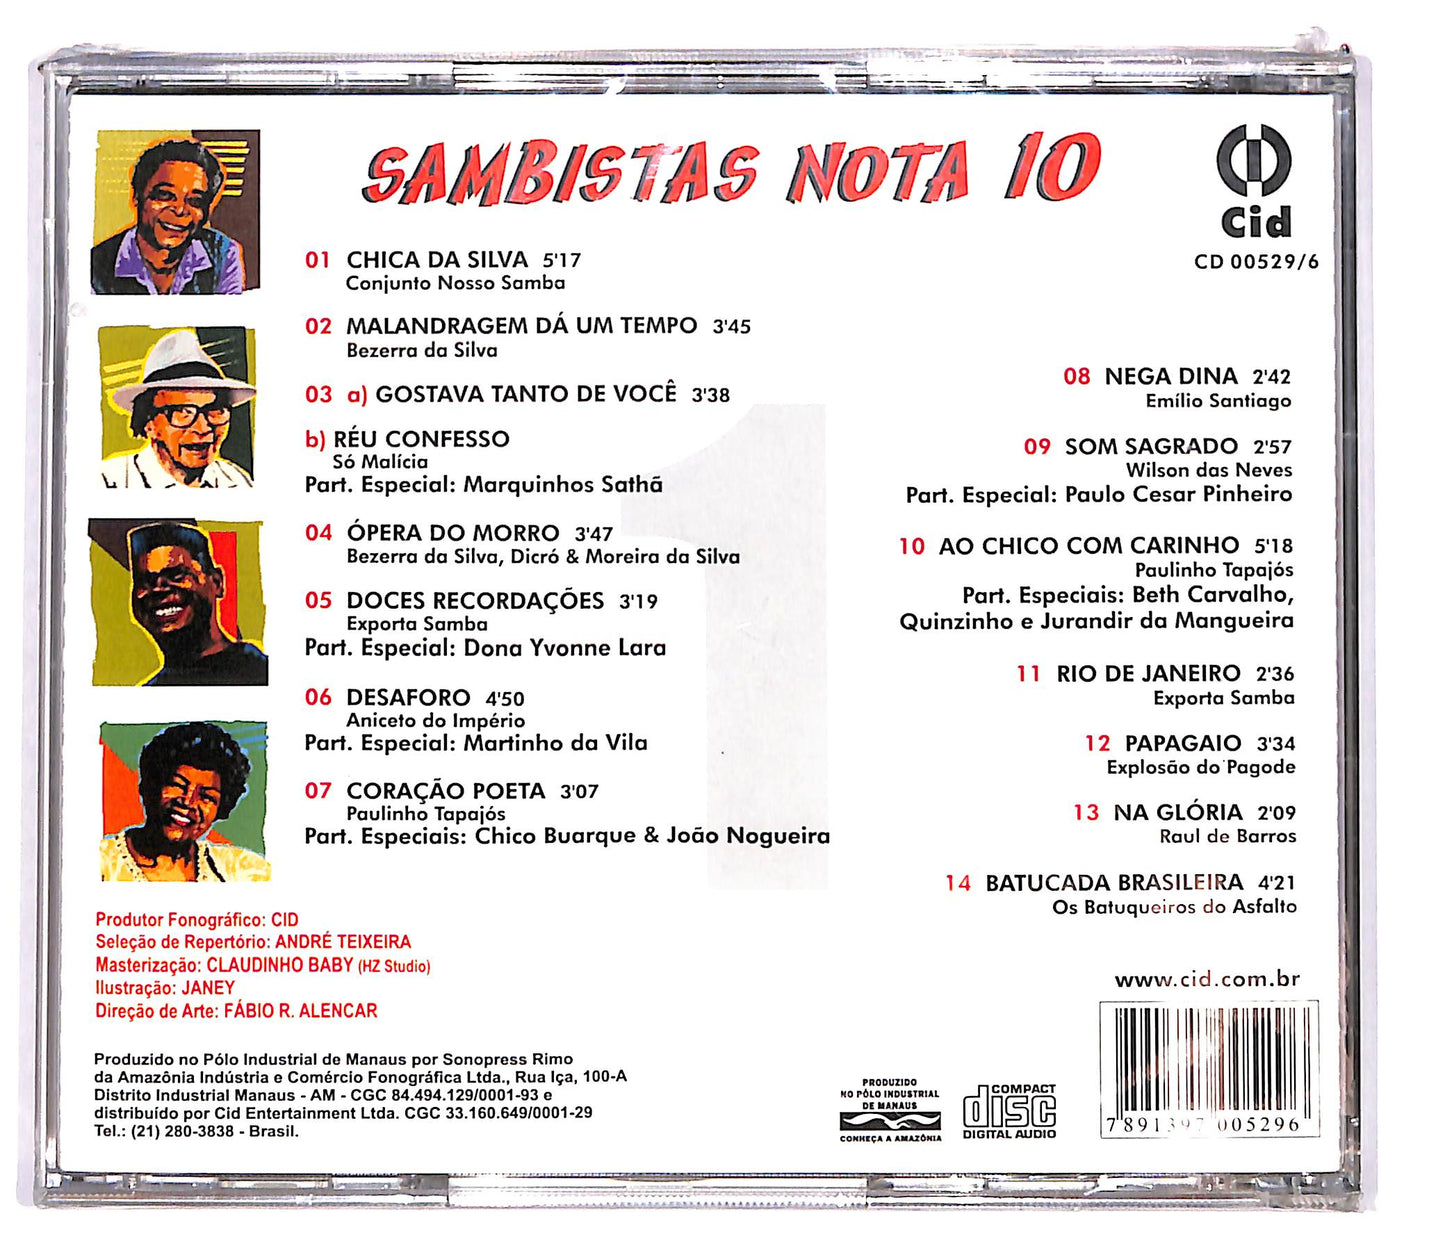 SAMBISTAS NOTA 10
Cid
CD 00529/6
01 CHICA DA SILVA 5'17
Conjunto Nosso Samba
02 MALANDRAGEM DÁ UM TEMPO 3'45
Bezerra da Silva
03 a) GOSTAVA TANTO DE VOCÊ 3'38
b) RÉU CONFESSO
Só Malícia
Part. Especial: Marquinhos Sathã
04 ÓPERA DO MORRO 3'47
Bezerra da Silva, Dicró & Moreira da Silva
05 DOCES RECORDAÇÕES 3'19
Exporta Samba
Part. Especial: Dona Yvonne Lara
06 DESAFORO 4'50
Aniceto do Império
Part. Especial: Martinho da Vila
07 CORAÇÃO POETA 3'07
Paulinho Tapajós
Part. Especiais: Chico Buarque & João Nogueira
1
08 NEGA DINA 2'42
Emílio Santiago
09 SOM SAGRADO 2'57
Wilson das Neves
Part. Especial: Paulo Cesar Pinheiro
10 AO CHICO COM CARINHO 5'18
Paulinho Tapajós
Part. Especiais: Beth Carvalho,
Quinzinho e Jurandir da Mangueira
11 RIO DE JANEIRO 2'36
Exporta Samba
12 PAPAGAIO 3'34
Explosão do Pagode
13 NA GLÓRIA 2'09
Raul de Barros
14 BATUCADA BRASILEIRA 4'21
Os Batuqueiros do Asfalto
Produtor Fonográfico: CID
Seleção de Repertório: ANDRÉ TEIXEIRA
Masterização: CLAUDINHO BABY (HZ Studio)
Ilustração: JANEY
Direção de Arte: FÁBIO R. ALENCAR
Produzido no Pólo Industrial de Manaus por Sonopress Rimo
da Amazônia Indústria e Comércio Fonográfica Ltda., Rua Iça, 100-A
Distrito Industrial Manaus - AM - CGC 84.494.129/0001-93 e
distribuído por Cid Entertainment Ltda. CGC 33.160.649/0001-29
Tel.: (21) 280-3838 - Brasil.
PRODUZIDO
NO PÓLO INDUSTRIAL
DE MANAUS
CONHEÇA A AMAZÔNIA
COMPACT
disc
DIGITAL AUDIO
www.cid.com.br
7 891397 005296